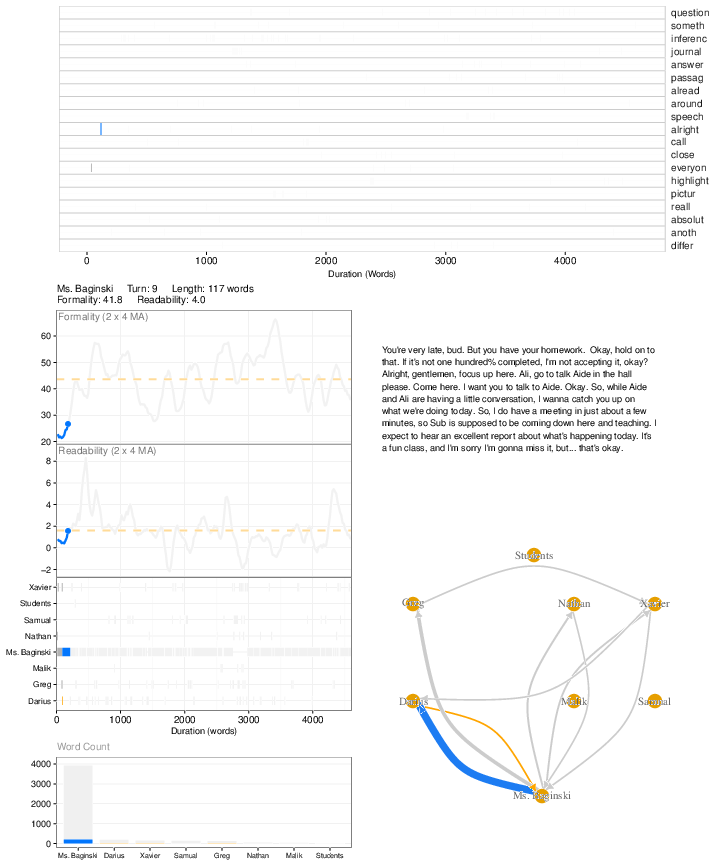 question
someth
inferenc
journal
answer
passag
alread
around
speech
alright
call
close
everyon
highlight
pictur
reall
absolut
anoth
differ
0 1000 2000 3000 4000
Duration (Words)
Ms. Baginski Turn: 9 Length: 117 words
Formality: 41.8 Readability: 4.0
Formality (2 x 4 MA)
60
50
40
30
20
Readability (2 x 4 MA)
8
6
4
2
0
−2
Xavier
Students
Samual
Nathan
Ms. Baginski
Malik
Greg
Darius
0 1000 2000 3000 4000
Duration (words)
Word Count
4000
3000
2000
1000
0
Ms. Baginski Darius Xavier Samual Greg Nathan Malik Students
You're very late, bud. But you have your homework. Okay, hold on to
that. If it's not one hundred% completed, I'm not accepting it, okay?
Alright, gentlemen, focus up here. Ali, go to talk Aide in the hall
please. Come here. I want you to talk to Aide. Okay. So, while Aide
and Ali are having a little conversation, I wanna catch you up on
what we're doing today. So, I do have a meeting in just about a few
minutes, so Sub is supposed to be coming down here and teaching. I
expect to hear an excellent report about what's happening today. It's
a fun class, and I'm sorry I'm gonna miss it, but... that's okay.
Students
Greg Nathan Xavier
Darius Malik Samual
Ms. Baginski